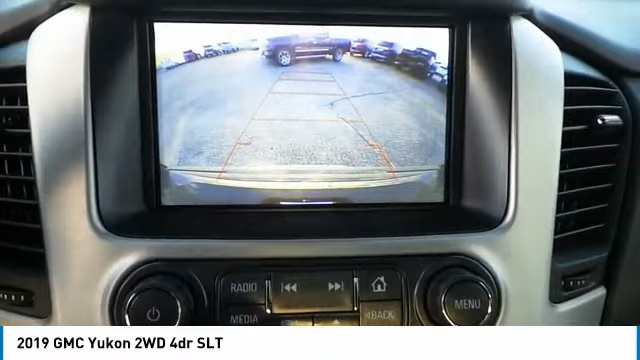 RADIO
MEDIA
MENU
BACK
2019 GMC Yukon 2WD 4dr SLT